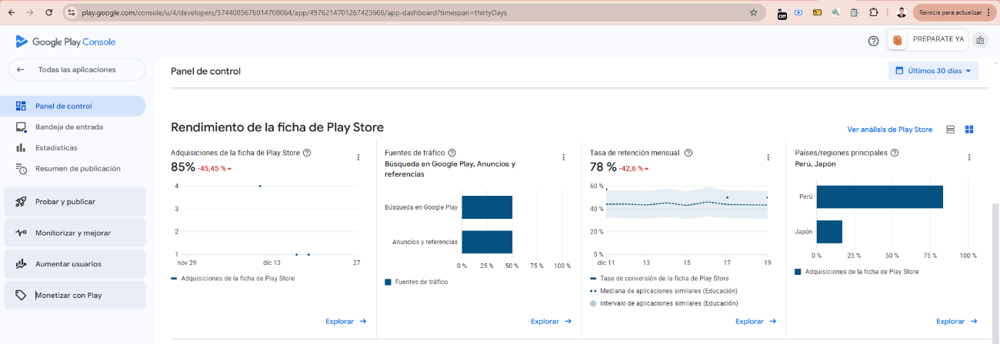 play.google.com/console/u/4/developers/5744085676014708064/app/4976214701267423666/app-dashboard?timespan=thirtyDays
Off
Reinicia para actualizar
Google Play Console
PREPARATE YA
Todas las aplicaciones
Panel de control
Últimos 30 días
Panel de control
Bandeja de entrada
Estadísticas
Resumen de publicación
Probar y publicar
Monitorizar y mejorar
Aumentar usuarios
Monetizar con Play
Rendimiento de la ficha de Play Store
Ver análisis de Play Store
Adquisiciones de la ficha de Play Store
85% -45,45 %
4
3
2
1
nov 29 dic 13 27
Adquisiciones de la ficha de Play Store
Explorar
Fuentes de tráfico
Búsqueda en Google Play, Anuncios y
referencias
Búsqueda en Google Play
Anuncios y referencias
0 % 25 % 50 % 75 % 100 %
Fuentes de tráfico
Explorar
Tasa de retención mensual
78 % -42,6 %
60 %
40 %
20 %
0 %
dic 11 13 15 17 19
Tasa de conversión de la ficha de Play Store
Mediana de aplicaciones similares (Educación)
Intervalo de aplicaciones similares (Educación)
Explorar
Países/regiones principales
Perú, Japón
Perú
Japón
0 % 25 % 50 % 75 % 100 %
Adquisiciones de la ficha de Play Store
Explorar